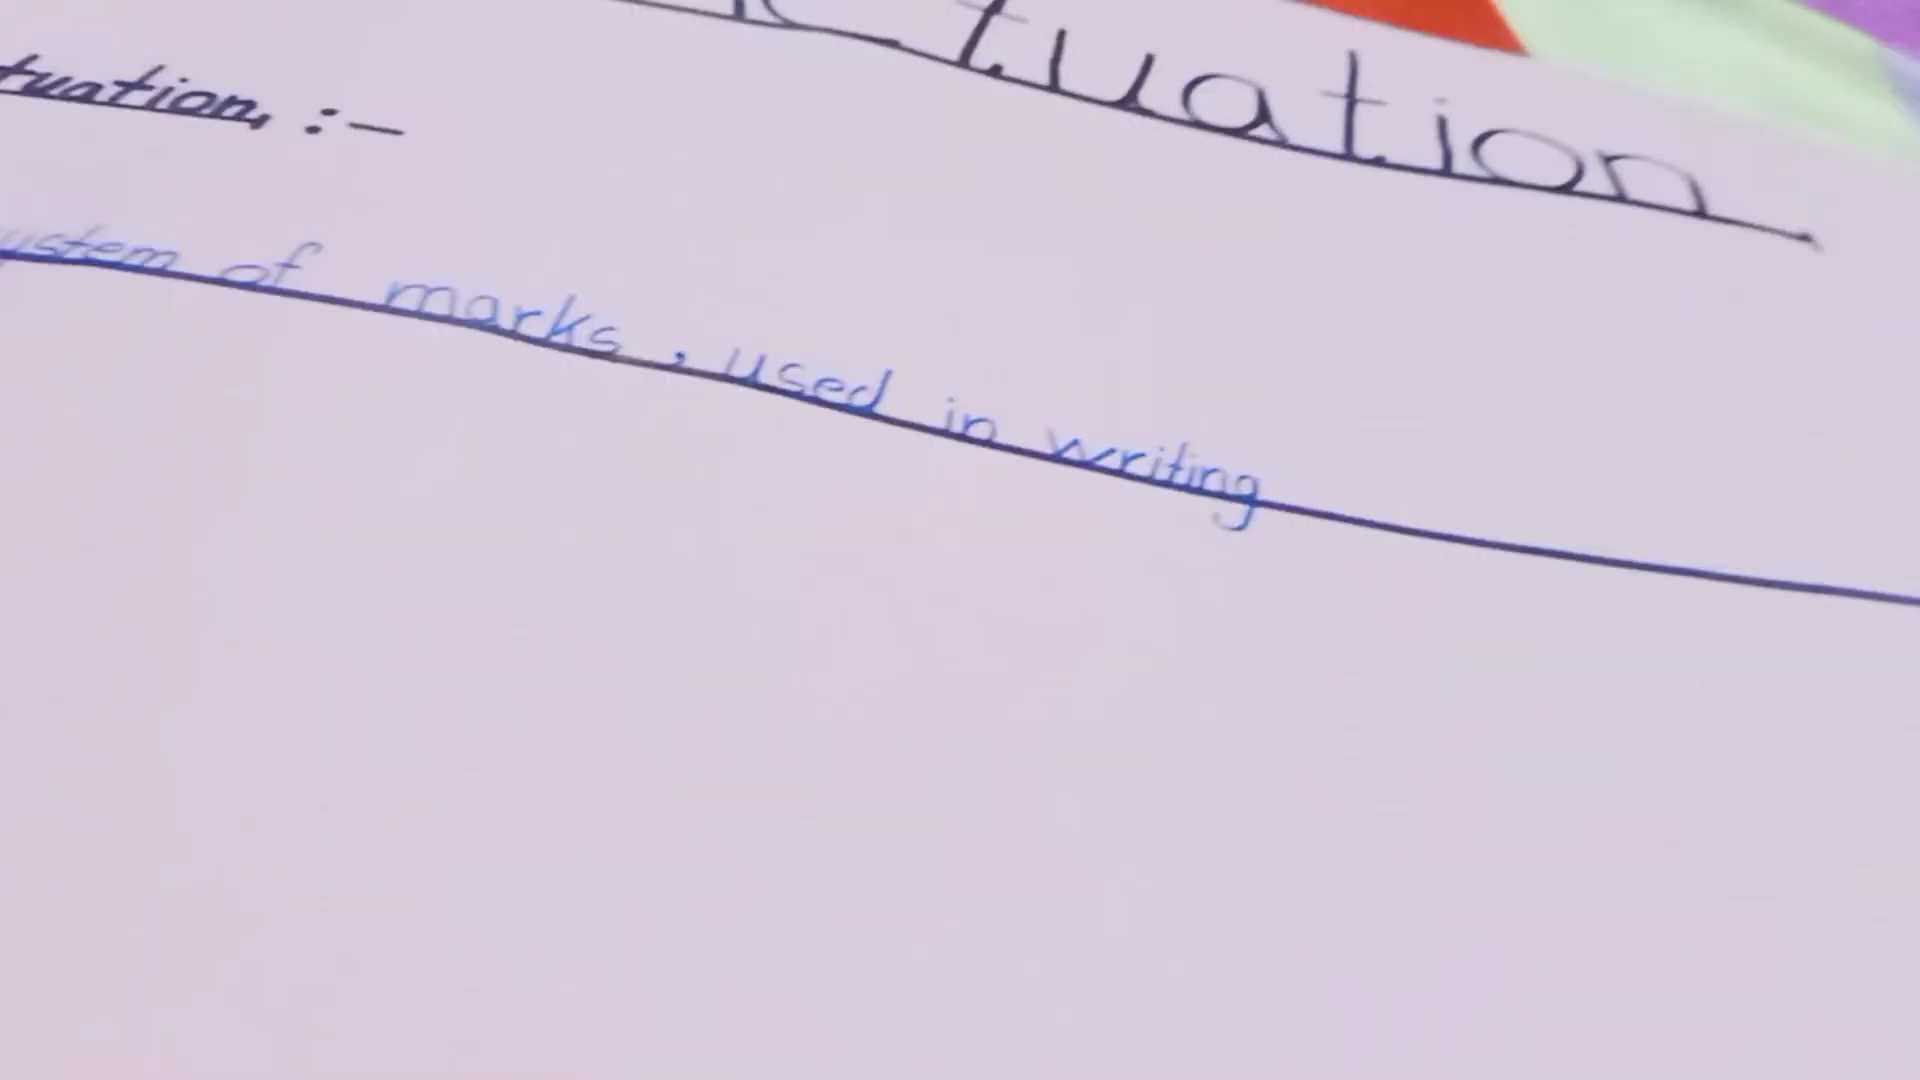 tuation
tuation :-
ystem of marks, used in writing